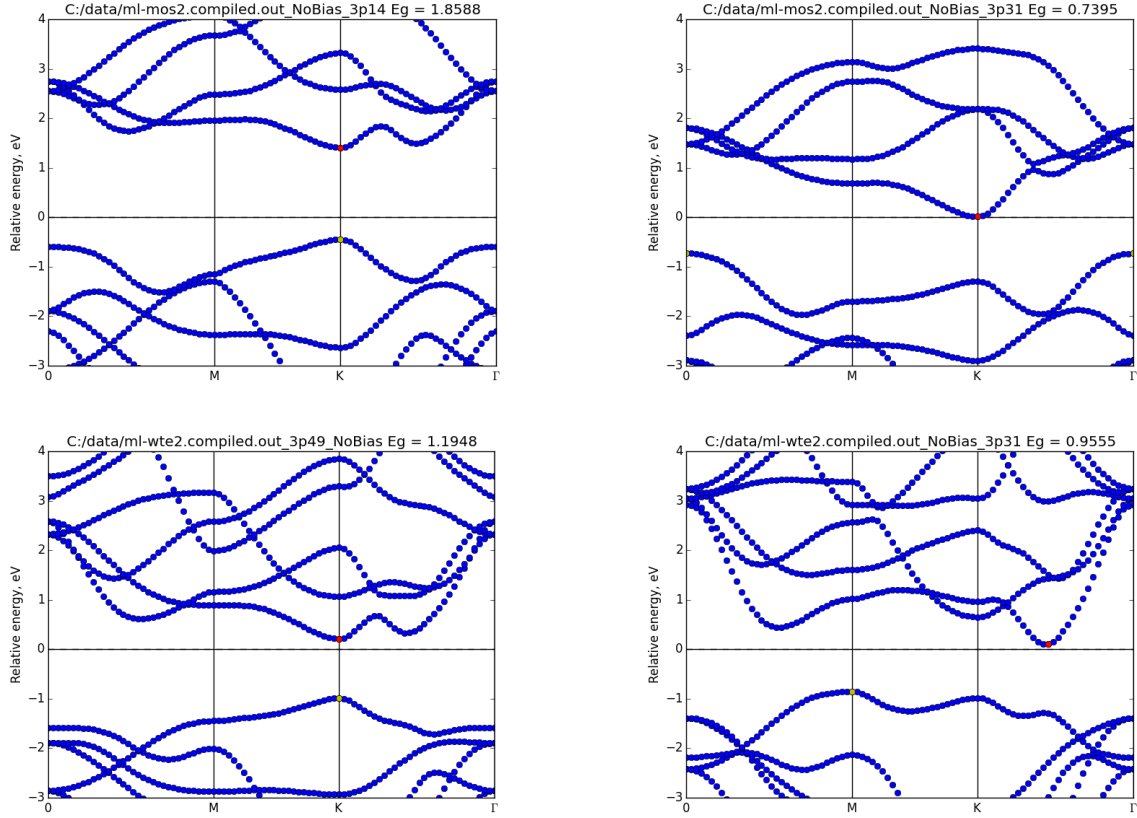 C:/data/ml-mos2.compiled.out_NoBias_3p14 Eg = 1.8588
4
3
2
1
0
−1
−2
−3
Relative energy, eV
0 M K Γ
C:/data/ml-mos2.compiled.out_NoBias_3p31 Eg = 0.7395
4
3
2
1
0
−1
−2
−3
Relative energy, eV
0 M K Γ
C:/data/ml-wte2.compiled.out_3p49_NoBias Eg = 1.1948
4
3
2
1
0
−1
−2
−3
Relative energy, eV
0 M K Γ
C:/data/ml-wte2.compiled.out_NoBias_3p31 Eg = 0.9555
4
3
2
1
0
−1
−2
−3
Relative energy, eV
0 M K Γ